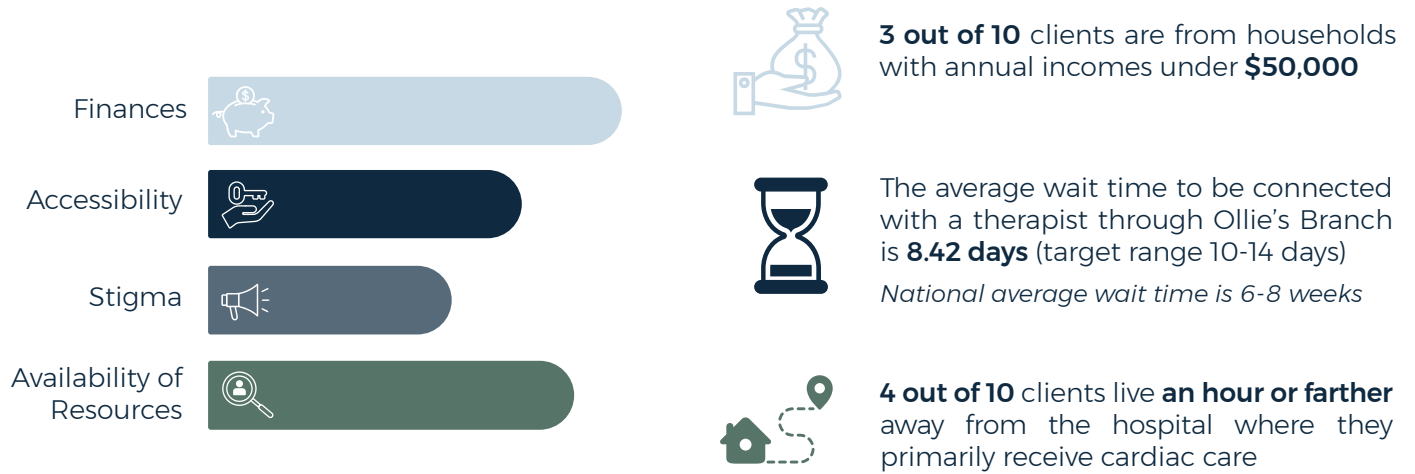 Finances
Accessibility
Stigma
Availability of
Resources
$
3 out of 10 clients are from households
with annual incomes under $50,000
The average wait time to be connected
with a therapist through Ollie’s Branch
is 8.42 days (target range 10-14 days)
National average wait time is 6-8 weeks
4 out of 10 clients live an hour or farther
away from the hospital where they
primarily receive cardiac care